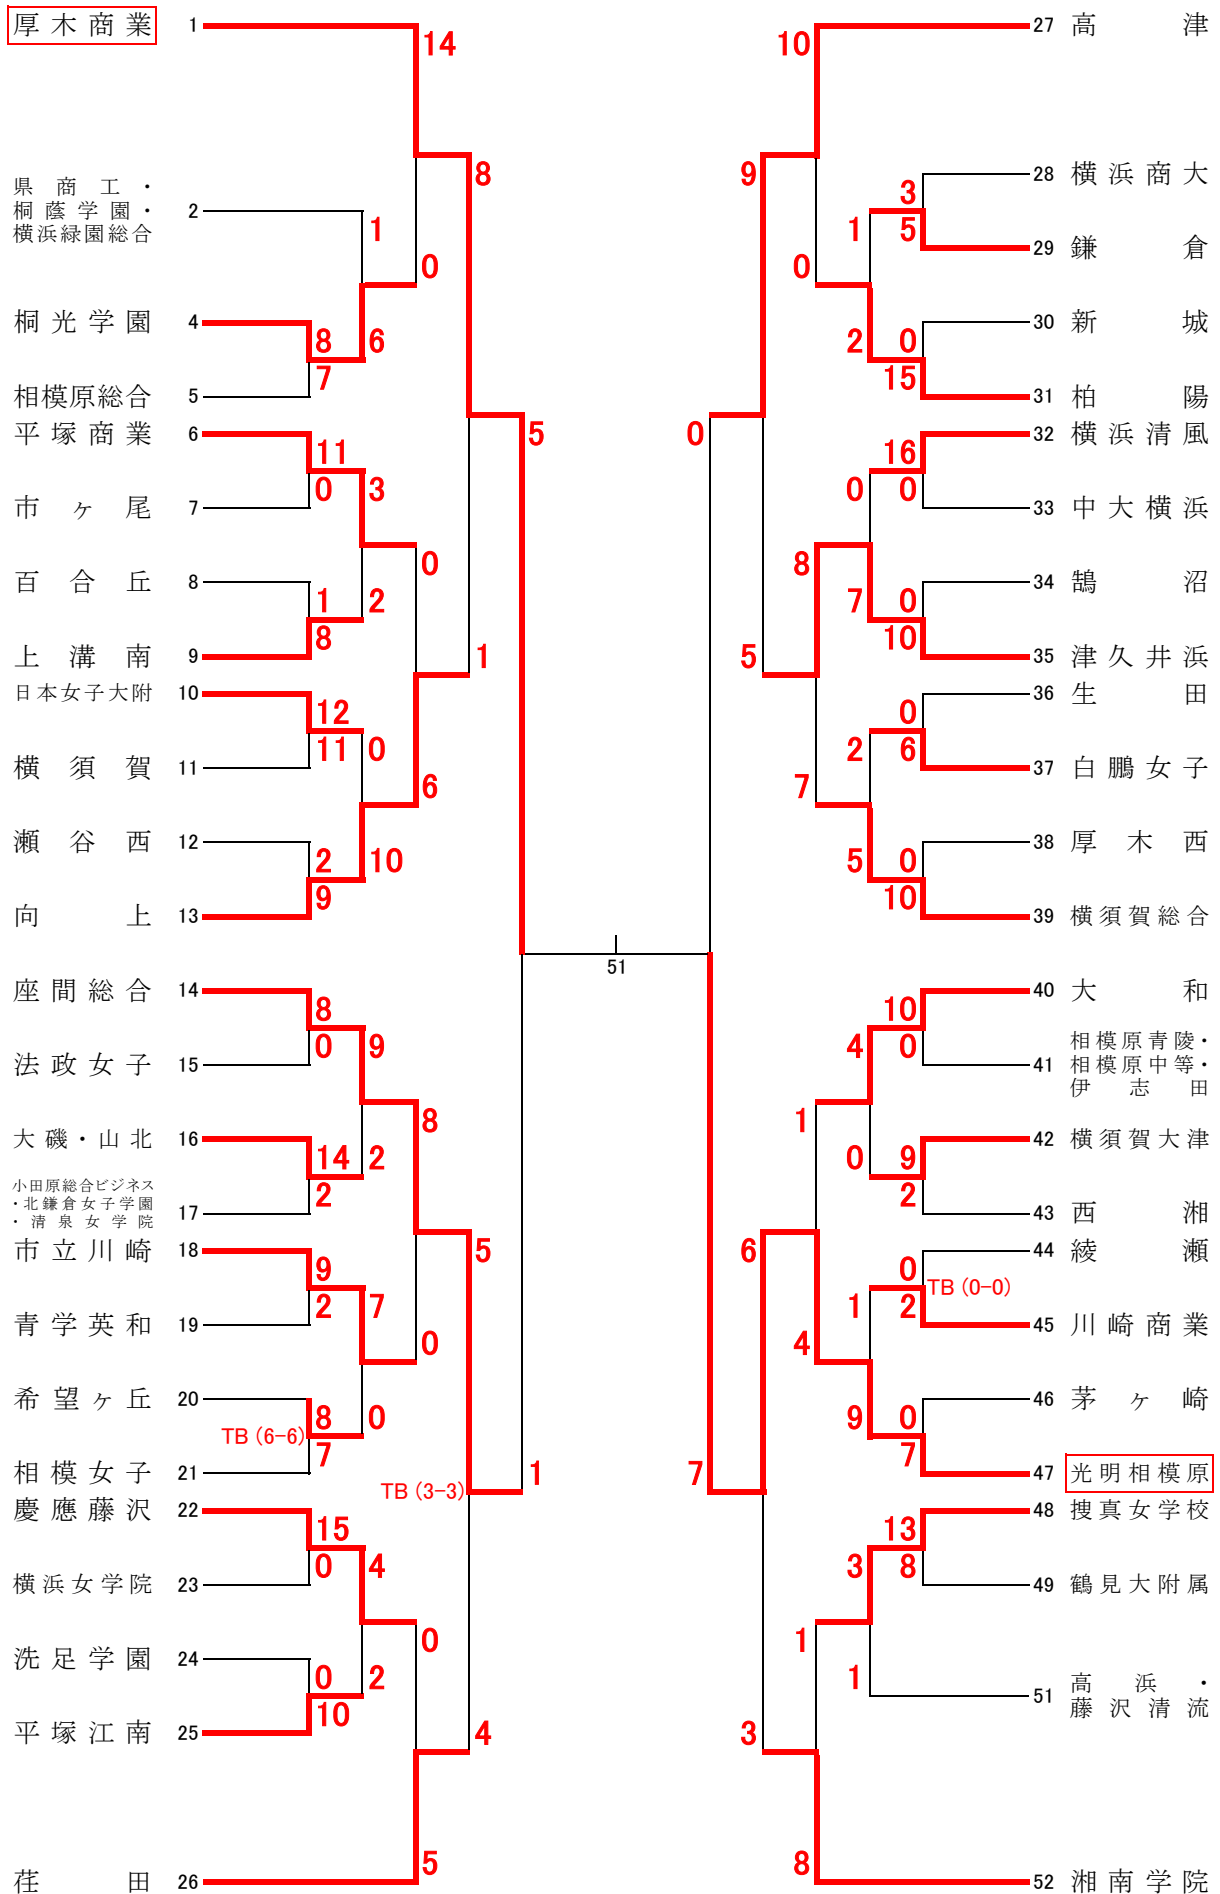 厚木商業 1
14
県商工・
桐蔭学園・
横浜緑園総合
2
8
1
0
桐光学園 4
8
6
7
相模原総合 5
平塚商業 6
5
11
0
3
市ヶ尾 7
0
百合丘 8
1
2
8
上溝南 9
1
日本女子大附 10
12
11
0
横須賀 11
6
瀬谷西 12
2
10
9
向上 13
51
座間総合 14
8
0
9
法政女子 15
8
大磯・山北 16
14
2
2
小田原総合ビジネス
・北鎌倉女子学園
・清泉女学院
17
市立川崎 18
5
9
2
7
青学英和 19
0
希望ヶ丘 20
8
0
TB (6-6)
7
相模女子 21
1
TB (3-3)
慶應藤沢 22
15
0
4
横浜女学院 23
0
洗足学園 24
0
2
10
平塚江南 25
4
5
荏田 26
10
27 高津
9
28 横浜商大
3
1
5
29 鎌倉
0
30 新城
2
0
15
31 柏陽
0
32 横浜清風
16
0
0
33 中大横浜
8
34 鵠沼
7
0
10
35 津久井浜
5
36 生田
0
2
6
37 白鵬女子
7
38 厚木西
5
0
10
39 横須賀総合
40 大和
10
4
0
41
相模原青陵・
相模原中等・
伊志田
1
42 横須賀大津
0
9
2
43 西湘
6
44 綾瀬
0
TB (0-0)
1
2
45 川崎商業
4
46 茅ヶ崎
9
0
7
7
47 光明相模原
48 捜真女学校
13
3
8
49 鶴見大附属
1
1
51
高浜・
藤沢清流
3
8
52 湘南学院